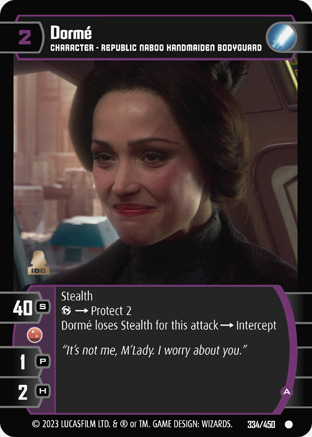 2
Dormé
CHARACTER - REPUBLIC NABOO HANDMAIDEN BODYGUARD
IDC
40 S
Stealth
→ Protect 2
Dormé loses Stealth for this attack → Intercept
1 P
"It's not me, M'Lady. I worry about you."
2 H
A
© 2023 LUCASFILM LTD. & ® or TM. GAME DESIGN: WIZARDS. 334/450